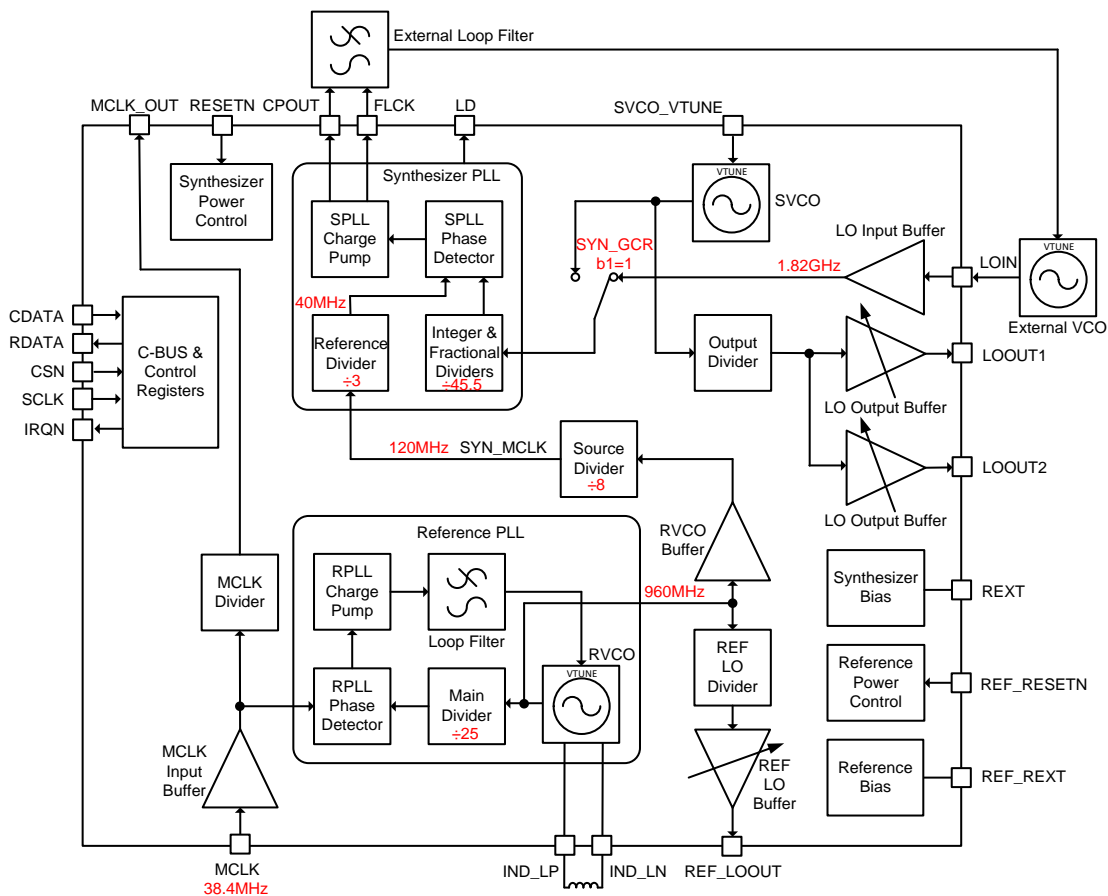 External Loop Filter
MCLK_OUT
RESETN
CPOUT
FLCK
LD
SVCO_VTUNE
Synthesizer
Power
Control
Synthesizer PLL
SPLL
Charge
Pump
SPLL
Phase
Detector
VTUNE
SVCO
SYN_GCR
b1=1
LO Input Buffer
1.82GHz
LOIN
VTUNE
External VCO
40MHz
Reference
Divider
÷3
Integer &
Fractional
Dividers
÷45.5
Output
Divider
LO Output Buffer
LOOUT1
LO Output Buffer
LOOUT2
CDATA
RDATA
CSN
SCLK
IRQN
C-BUS &
Control
Registers
120MHz
SYN_MCLK
Source
Divider
÷8
Reference PLL
RVCO
Buffer
MCLK
Divider
RPLL
Charge
Pump
Loop Filter
960MHz
RVCO
VTUNE
RPLL
Phase
Detector
Main
Divider
÷25
REF
LO
Divider
Synthesizer
Bias
REXT
Reference
Power
Control
REF_RESETN
MCLK
Input
Buffer
REF
LO
Buffer
Reference
Bias
REF_REXT
MCLK
38.4MHz
IND_LP
IND_LN
REF_LOOUT